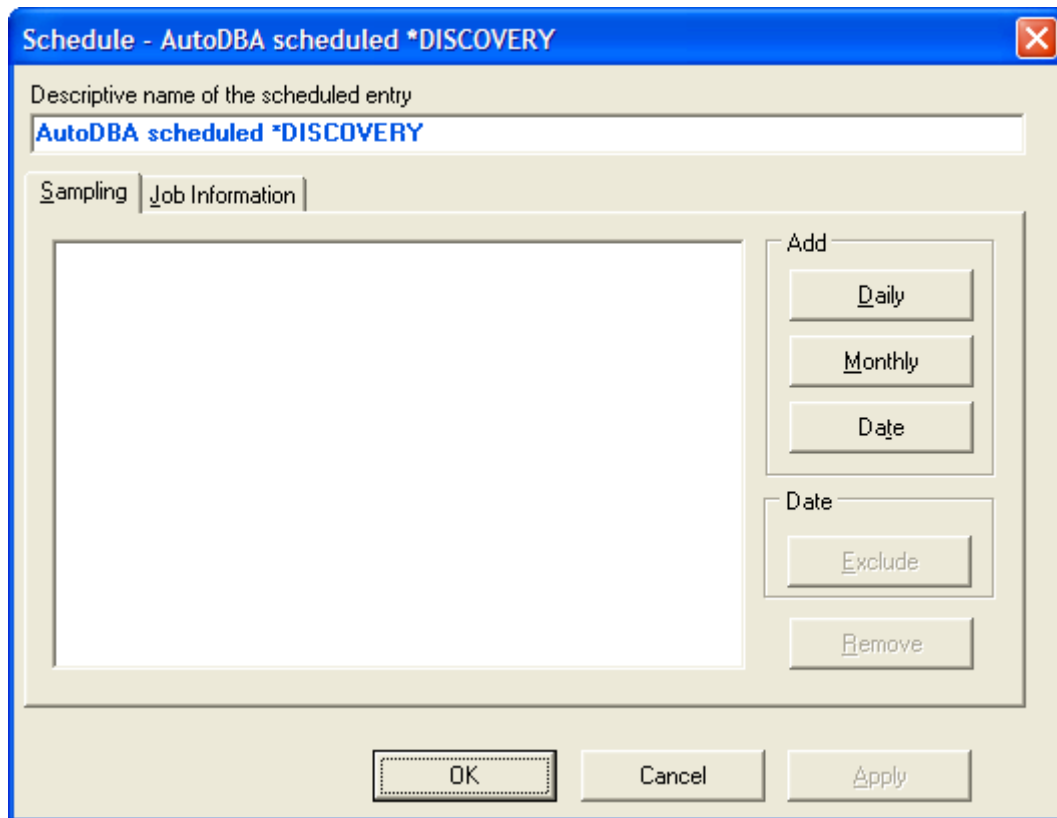 Schedule - AutoDBA scheduled *DISCOVERY
Descriptive name of the scheduled entry
AutoDBA scheduled *DISCOVERY
Sampling Job Information
Add
Daily
Monthly
Date
Date
Exclude
Remove
OK Cancel Apply